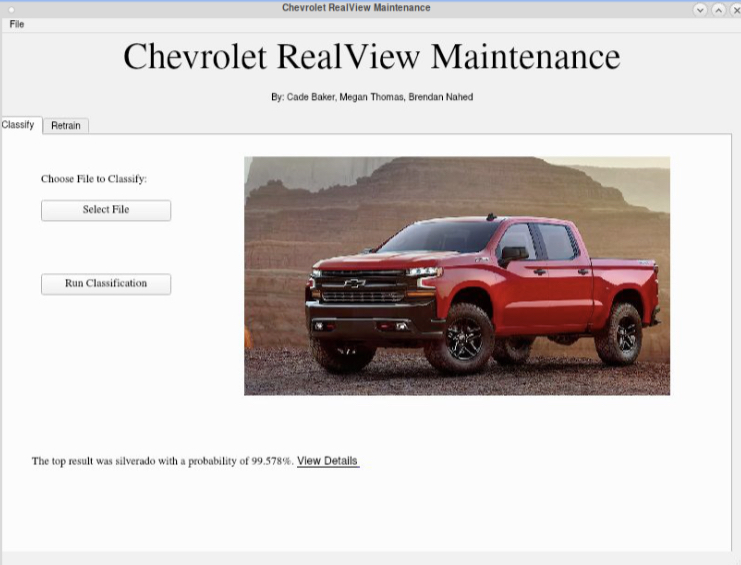 Chevrolet RealView Maintenance
File
Chevrolet RealView Maintenance
By: Cade Baker, Megan Thomas, Brendan Nahed
Classify
Retrain
Choose File to Classify:
Select File
Run Classification
The top result was silverado with a probability of 99.578%. View Details